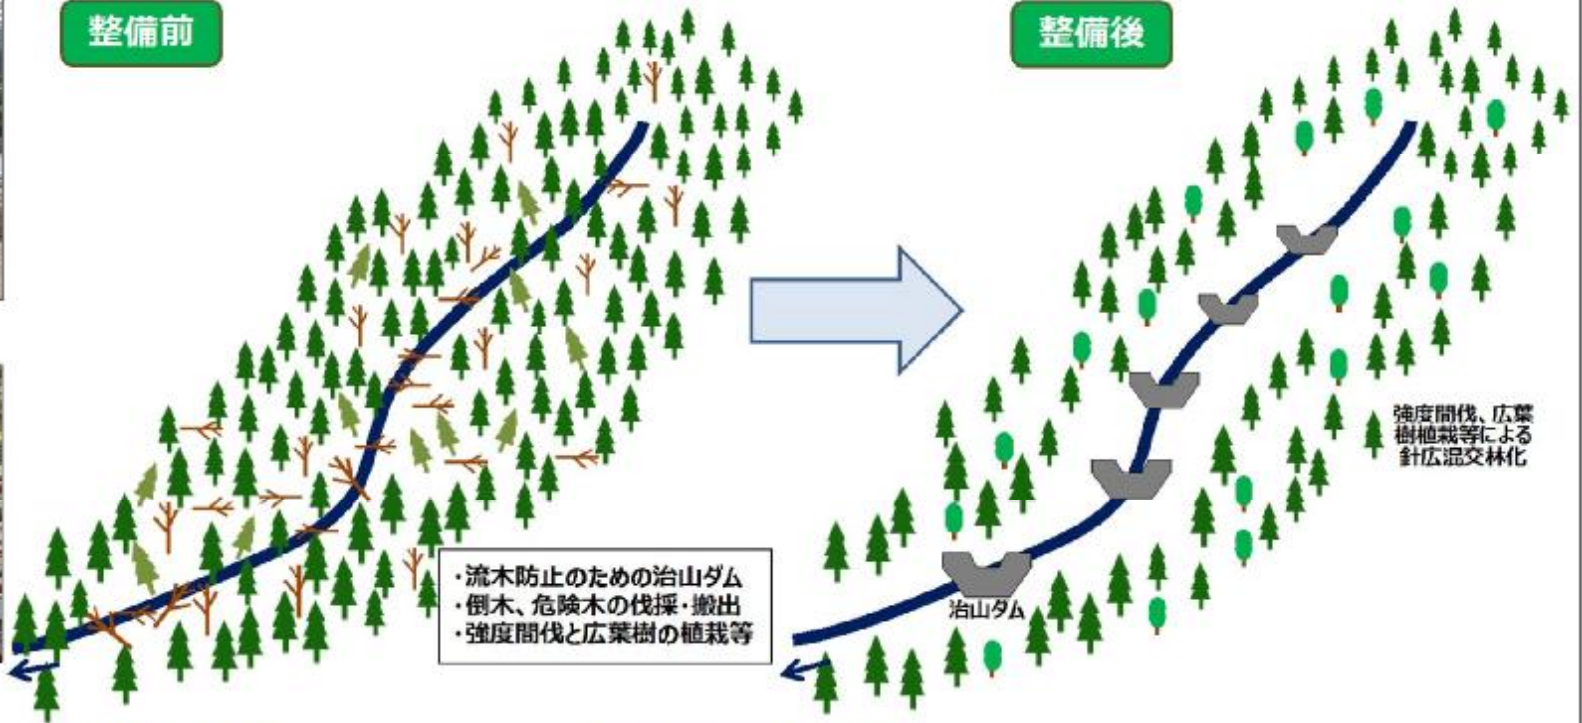 整備前
整備後
強度間伐、広葉
樹植栽等による
針広混交林化
・流木防止のための治山ダム
・倒木、危険木の伐採・搬出
・強度間伐と広葉樹の植栽等
治山ダム